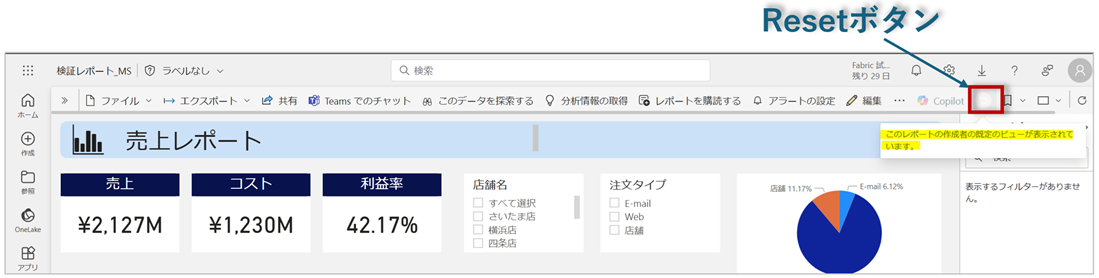 Resetボタン
検証レポート_MS ラベルなし 検索 Fabric 試...
残り 29 日
ホーム
ファイル エクスポート 共有 Teams でのチャット このデータを探索する 分析情報の取得 レポートを購読する アラートの設定 編集 … Copilot
作成
参照
OneLake
アプリ
売上レポート
このレポートの作成者の既定のビューが表示されて
います。
検索
表示するフィルターがありませ
ん。
売上
¥2,127M
コスト
¥1,230M
利益率
42.17%
店舗名
すべて選択
さいたま店
横浜店
四条店
注文タイプ
E-mail
Web
店舗
店舗 11.17%
E-mail 6.12%